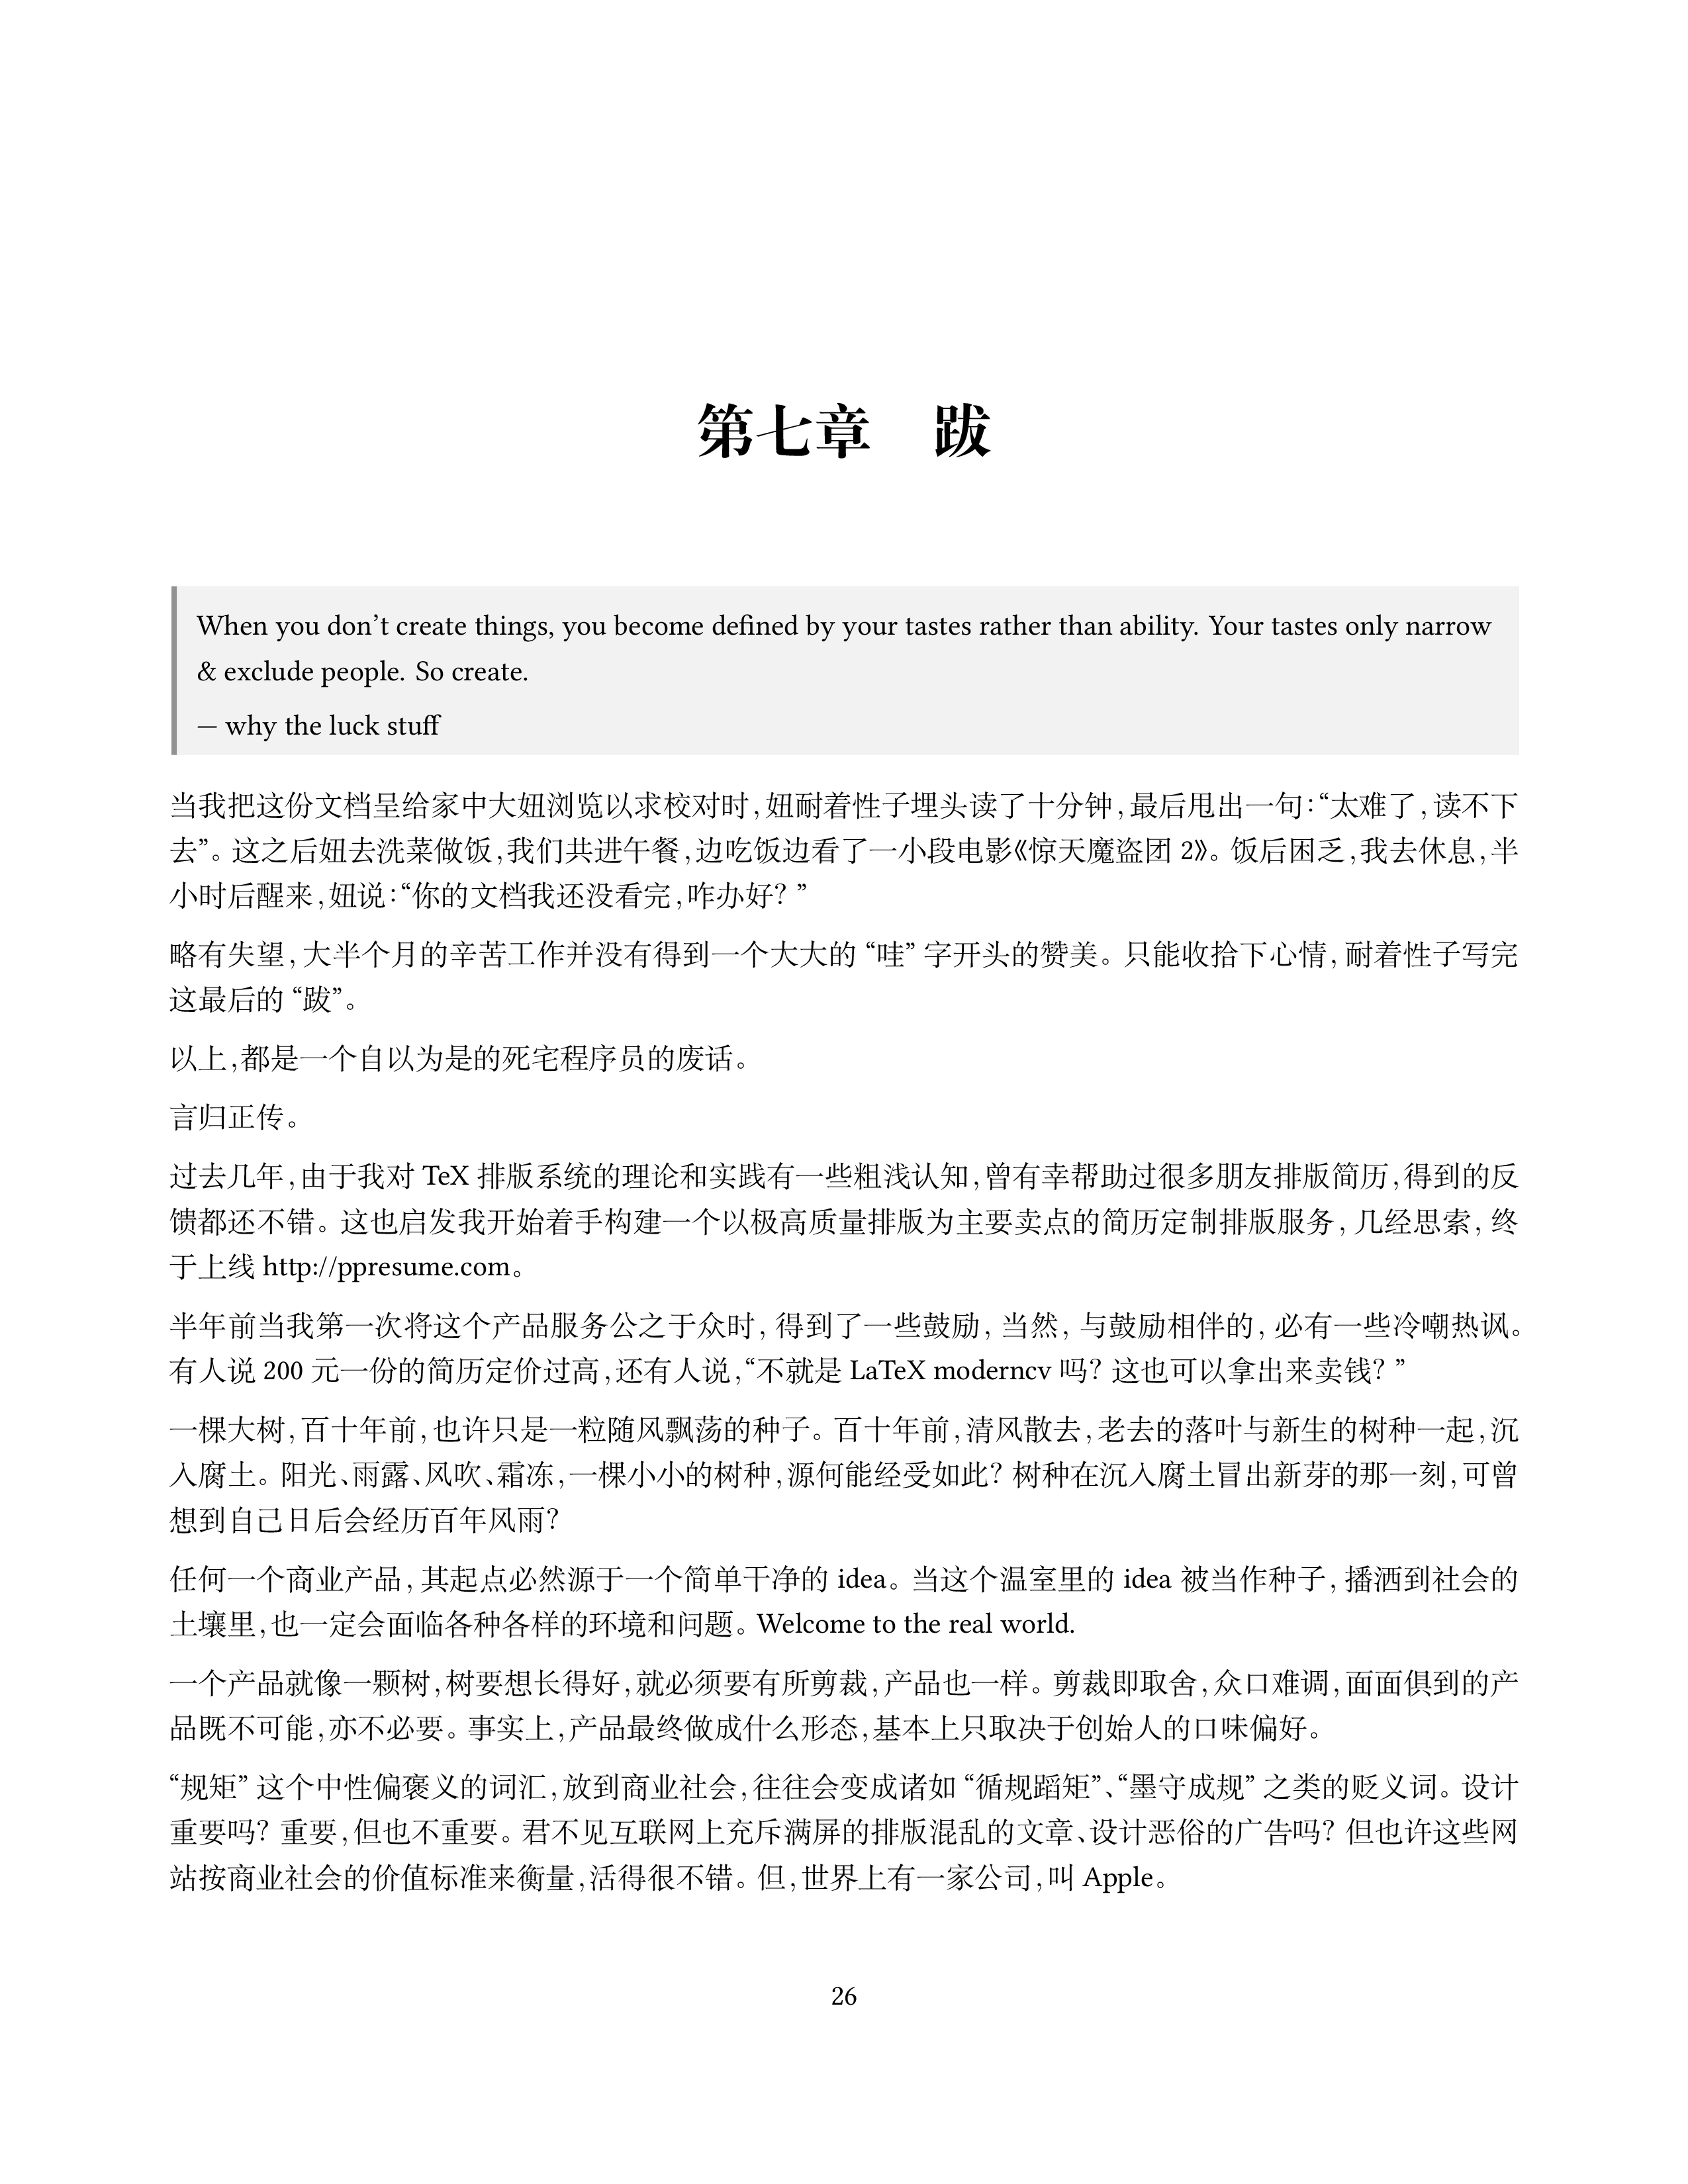 第七章　跋
When you don’t create things, you become defined by your tastes rather than ability. Your tastes only narrow
& exclude people. So create.
— why the luck stuff
当我把这份文档呈给家中大妞浏览以求校对时，妞耐着性子埋头读了十分钟，最后甩出一句：“太难了，读不下
去”。这之后妞去洗菜做饭，我们共进午餐，边吃饭边看了一小段电影《惊天魔盗团 2》。饭后困乏，我去休息，半
小时后醒来，妞说：“你的文档我还没看完，咋办好？”
略有失望，大半个月的辛苦工作并没有得到一个大大的 “哇” 字开头的赞美。只能收拾下心情，耐着性子写完
这最后的 “跋”。
以上，都是一个自以为是的死宅程序员的废话。
言归正传。
过去几年，由于我对 TeX 排版系统的理论和实践有一些粗浅认知，曾有幸帮助过很多朋友排版简历，得到的反
馈都还不错。这也启发我开始着手构建一个以极高质量排版为主要卖点的简历定制排版服务，几经思索，终
于上线 http://ppresume.com。
半年前当我第一次将这个产品服务公之于众时，得到了一些鼓励，当然，与鼓励相伴的，必有一些冷嘲热讽。
有人说 200 元一份的简历定价过高，还有人说，“不就是 LaTeX moderncv 吗？这也可以拿出来卖钱？”
一棵大树，百十年前，也许只是一粒随风飘荡的种子。百十年前，清风散去，老去的落叶与新生的树种一起，沉
入腐土。阳光、雨露、风吹、霜冻，一棵小小的树种，源何能经受如此？树种在沉入腐土冒出新芽的那一刻，可曾
想到自己日后会经历百年风雨？
任何一个商业产品，其起点必然源于一个简单干净的 idea。当这个温室里的 idea 被当作种子，播洒到社会的
土壤里，也一定会面临各种各样的环境和问题。Welcome to the real world.
一个产品就像一颗树，树要想长得好，就必须要有所剪裁，产品也一样。剪裁即取舍，众口难调，面面俱到的产
品既不可能，亦不必要。事实上，产品最终做成什么形态，基本上只取决于创始人的口味偏好。
“规矩” 这个中性偏褒义的词汇，放到商业社会，往往会变成诸如 “循规蹈矩”、“墨守成规” 之类的贬义词。设计
重要吗？重要，但也不重要。君不见互联网上充斥满屏的排版混乱的文章、设计恶俗的广告吗？但也许这些网
站按商业社会的价值标准来衡量，活得很不错。但，世界上有一家公司，叫 Apple。
26